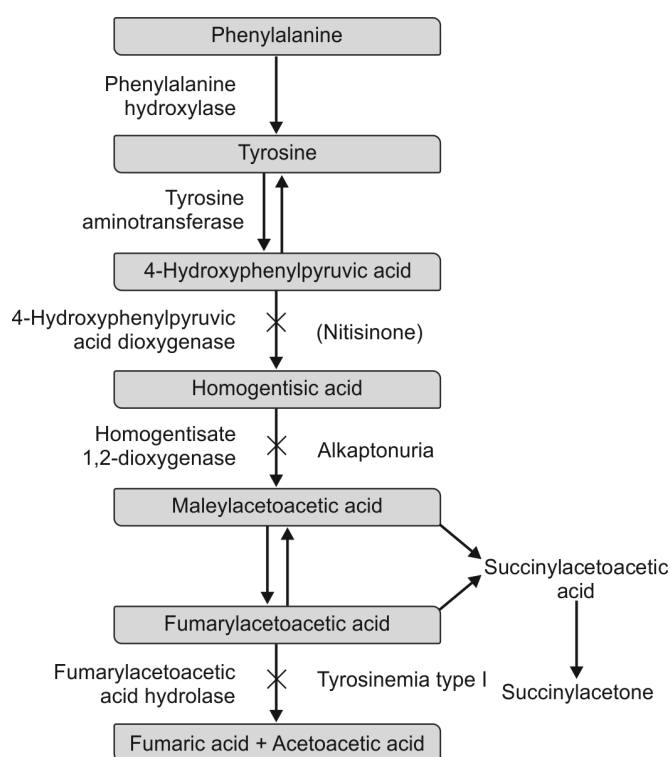 Phenylalanine
Phenylalanine
hydroxylase
Tyrosine
Tyrosine
aminotransferase
4-Hydroxyphenylpyruvic acid
4-Hydroxyphenylpyruvic
acid dioxygenase
(Nitisinone)
Homogentisic acid
Homogentisate
1,2-dioxygenase
Alkaptonuria
Maleylacetoacetic acid
Succinylacetoacetic
acid
Fumarylacetoacetic acid
Fumarylacetoacetic
acid hydrolase
Tyrosinemia type I
Succinylacetone
Fumaric acid + Acetoacetic acid